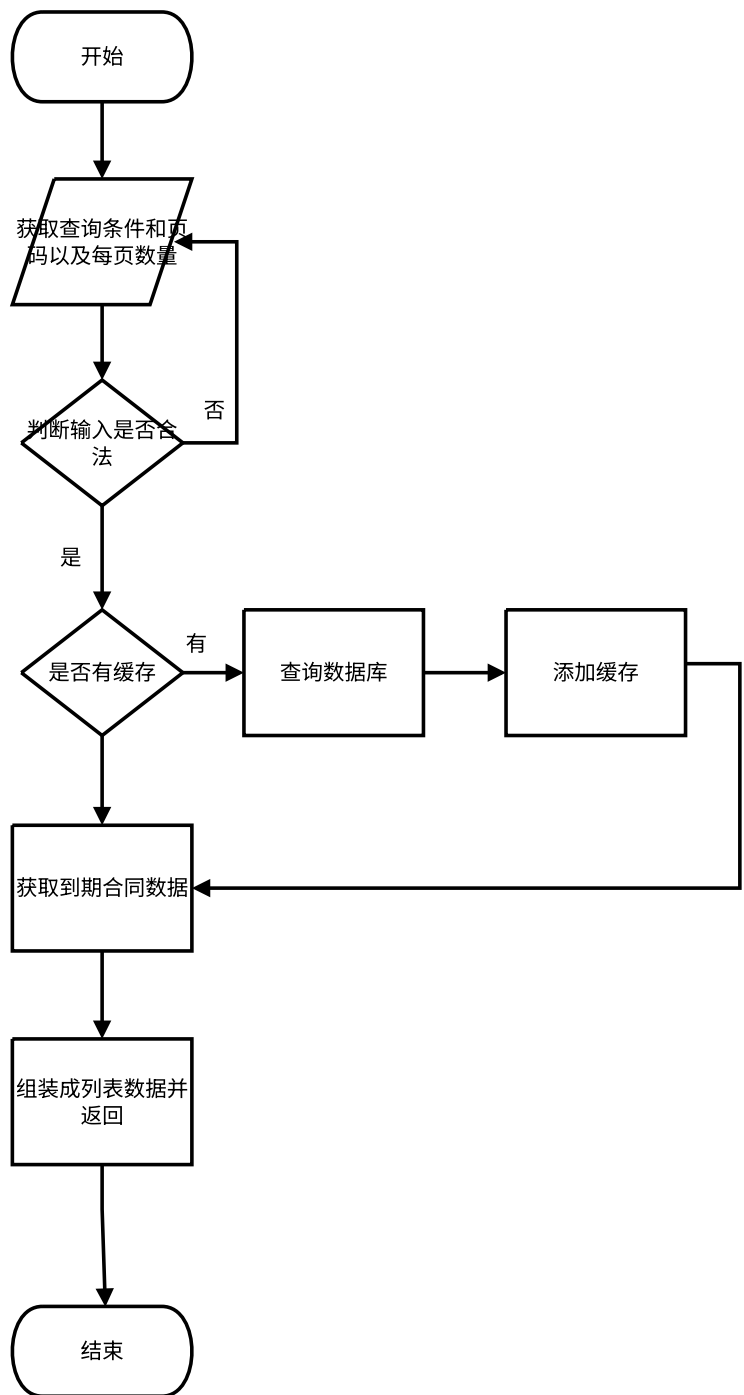 开始
获取查询条件和页
码以及每页数量
否
判断输入是否合
法
是
有
是否有缓存
查询数据库
添加缓存
获取到期合同数据
组装成列表数据并
返回
结束